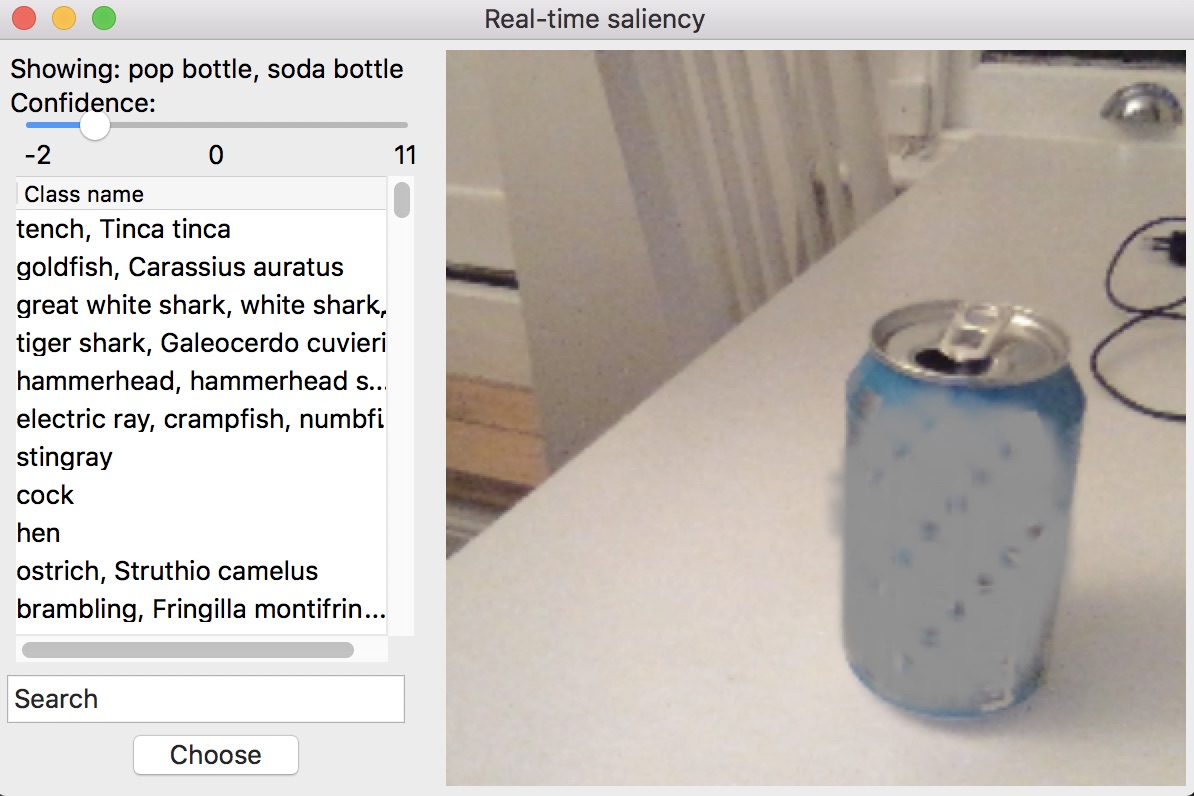 Real-time saliency
Showing: pop bottle, soda bottle
Confidence:
-2 0 11
Class name
tench, Tinca tinca
goldfish, Carassius auratus
great white shark, white shark,
tiger shark, Galeocerdo cuvieri
hammerhead, hammerhead s...
electric ray, crampfish, numbfi
stingray
cock
hen
ostrich, Struthio camelus
brambling, Fringilla montifrin...
Search
Choose